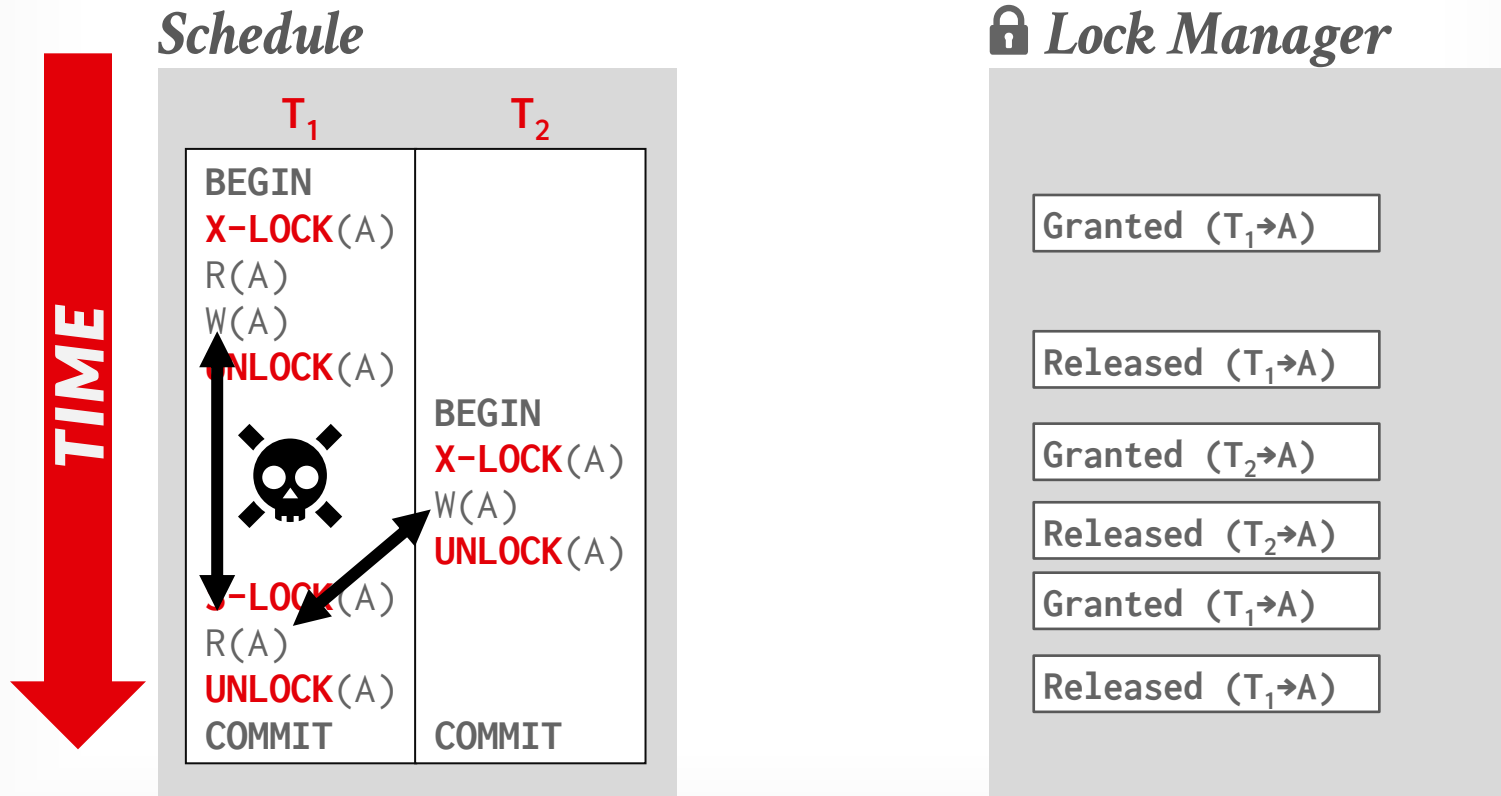 Schedule
Lock Manager
TIME
T1
T2
BEGIN
X-LOCK(A)
R(A)
W(A)
UNLOCK(A)
S-LOCK(A)
R(A)
UNLOCK(A)
COMMIT
BEGIN
X-LOCK(A)
W(A)
UNLOCK(A)
COMMIT
Granted (T1→A)
Released (T1→A)
Granted (T2→A)
Released (T2→A)
Granted (T1→A)
Released (T1→A)